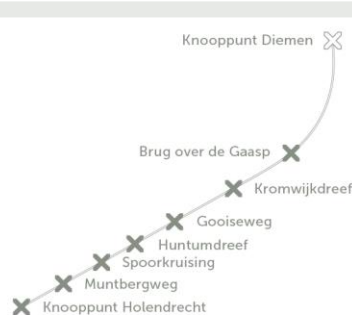 Knooppunt Diemen
Brug over de Gaasp
Kromwijkdreef
Gooiseweg
Huntumdreef
Spoorkruising
Muntbergweg
Knooppunt Holendrecht